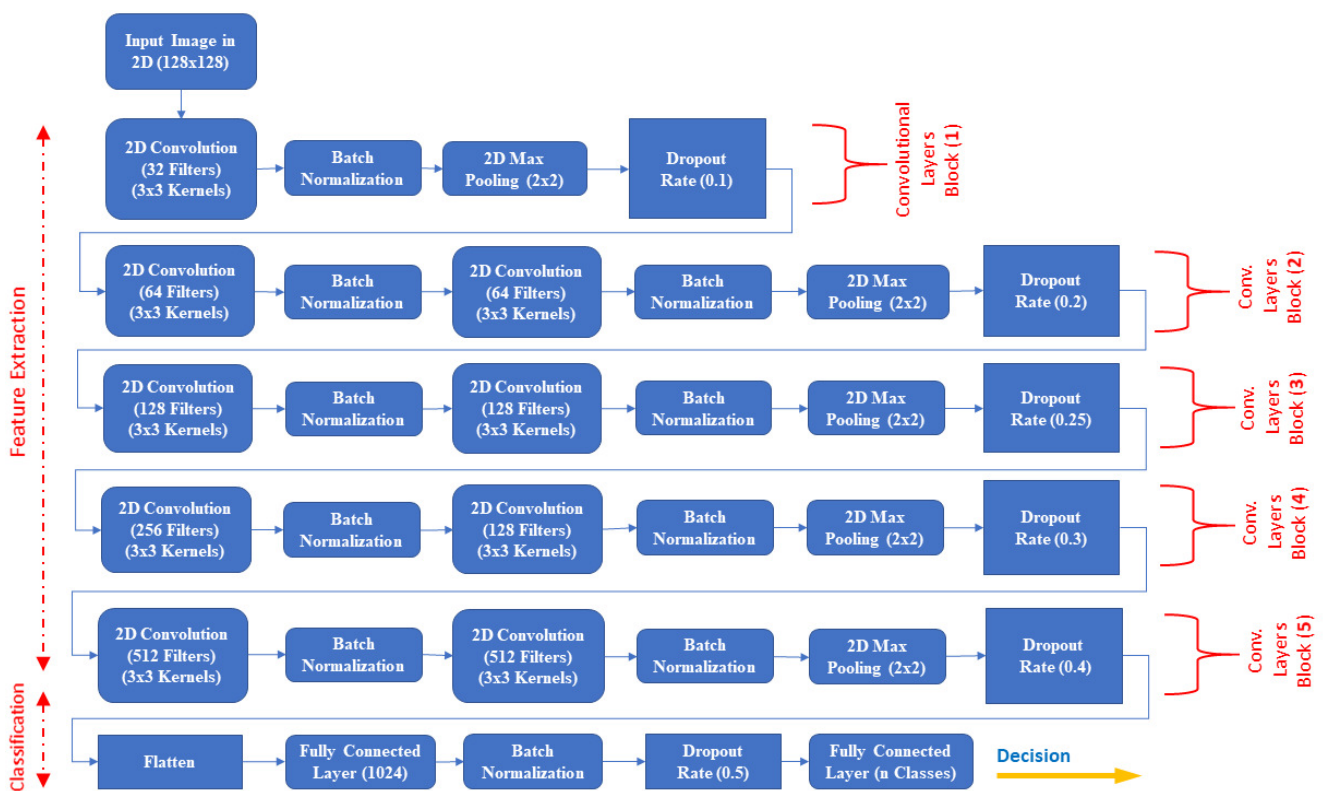 Input Image in
2D (128x128)
2D Convolution
(32 Filters)
(3x3 Kernels)
Batch
Normalization
2D Max
Pooling (2x2)
Dropout
Rate (0.1)
Convolutional
Layers
Block (1)
2D Convolution
(64 Filters)
(3x3 Kernels)
Batch
Normalization
2D Convolution
(64 Filters)
(3x3 Kernels)
Batch
Normalization
2D Max
Pooling (2x2)
Dropout
Rate (0.2)
Conv.
Layers
Block (2)
Feature Extraction
2D Convolution
(128 Filters)
(3x3 Kernels)
Batch
Normalization
2D Convolution
(128 Filters)
(3x3 Kernels)
Batch
Normalization
2D Max
Pooling (2x2)
Dropout
Rate (0.25)
Conv.
Layers
Block (3)
2D Convolution
(256 Filters)
(3x3 Kernels)
Batch
Normalization
2D Convolution
(128 Filters)
(3x3 Kernels)
Batch
Normalization
2D Max
Pooling (2x2)
Dropout
Rate (0.3)
Conv.
Layers
Block (4)
2D Convolution
(512 Filters)
(3x3 Kernels)
Batch
Normalization
2D Convolution
(512 Filters)
(3x3 Kernels)
Batch
Normalization
2D Max
Pooling (2x2)
Dropout
Rate (0.4)
Conv.
Layers
Block (5)
Classification
Flatten
Fully Connected
Layer (1024)
Batch
Normalization
Dropout
Rate (0.5)
Fully Connected
Layer (n Classes)
Decision